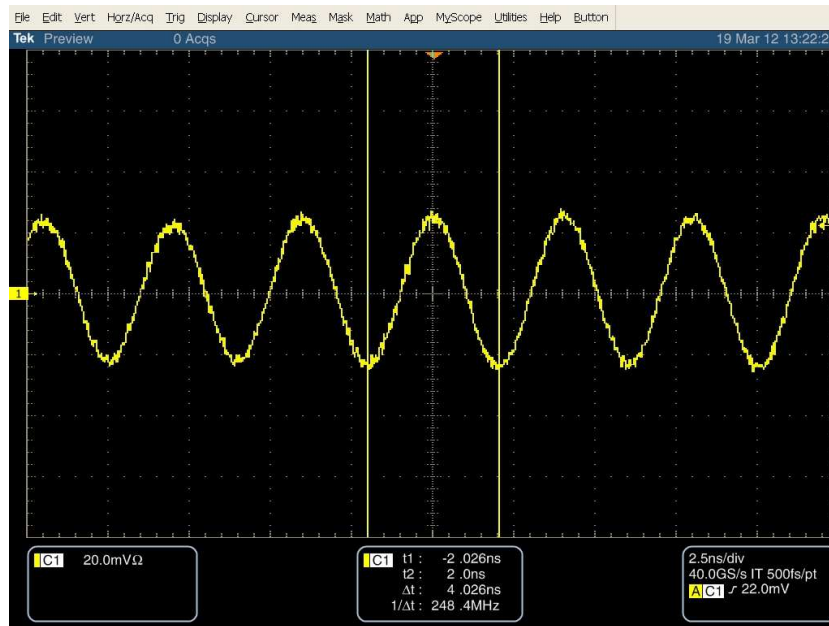 File Edit Vert Horz/Acq Trig Display Cursor Meas Mask Math App MyScope Utilities Help Button
Tek Preview 0 Acqs 19 Mar 12 13:22:2
1
C1 20.0mVΩ
C1 t1 : -2 .026ns
t2 : 2 .0ns
Δt : 4 .026ns
1/Δt : 248 .4MHz
2.5ns/div
40.0GS/s IT 500fs/pt
A C1 22.0mV